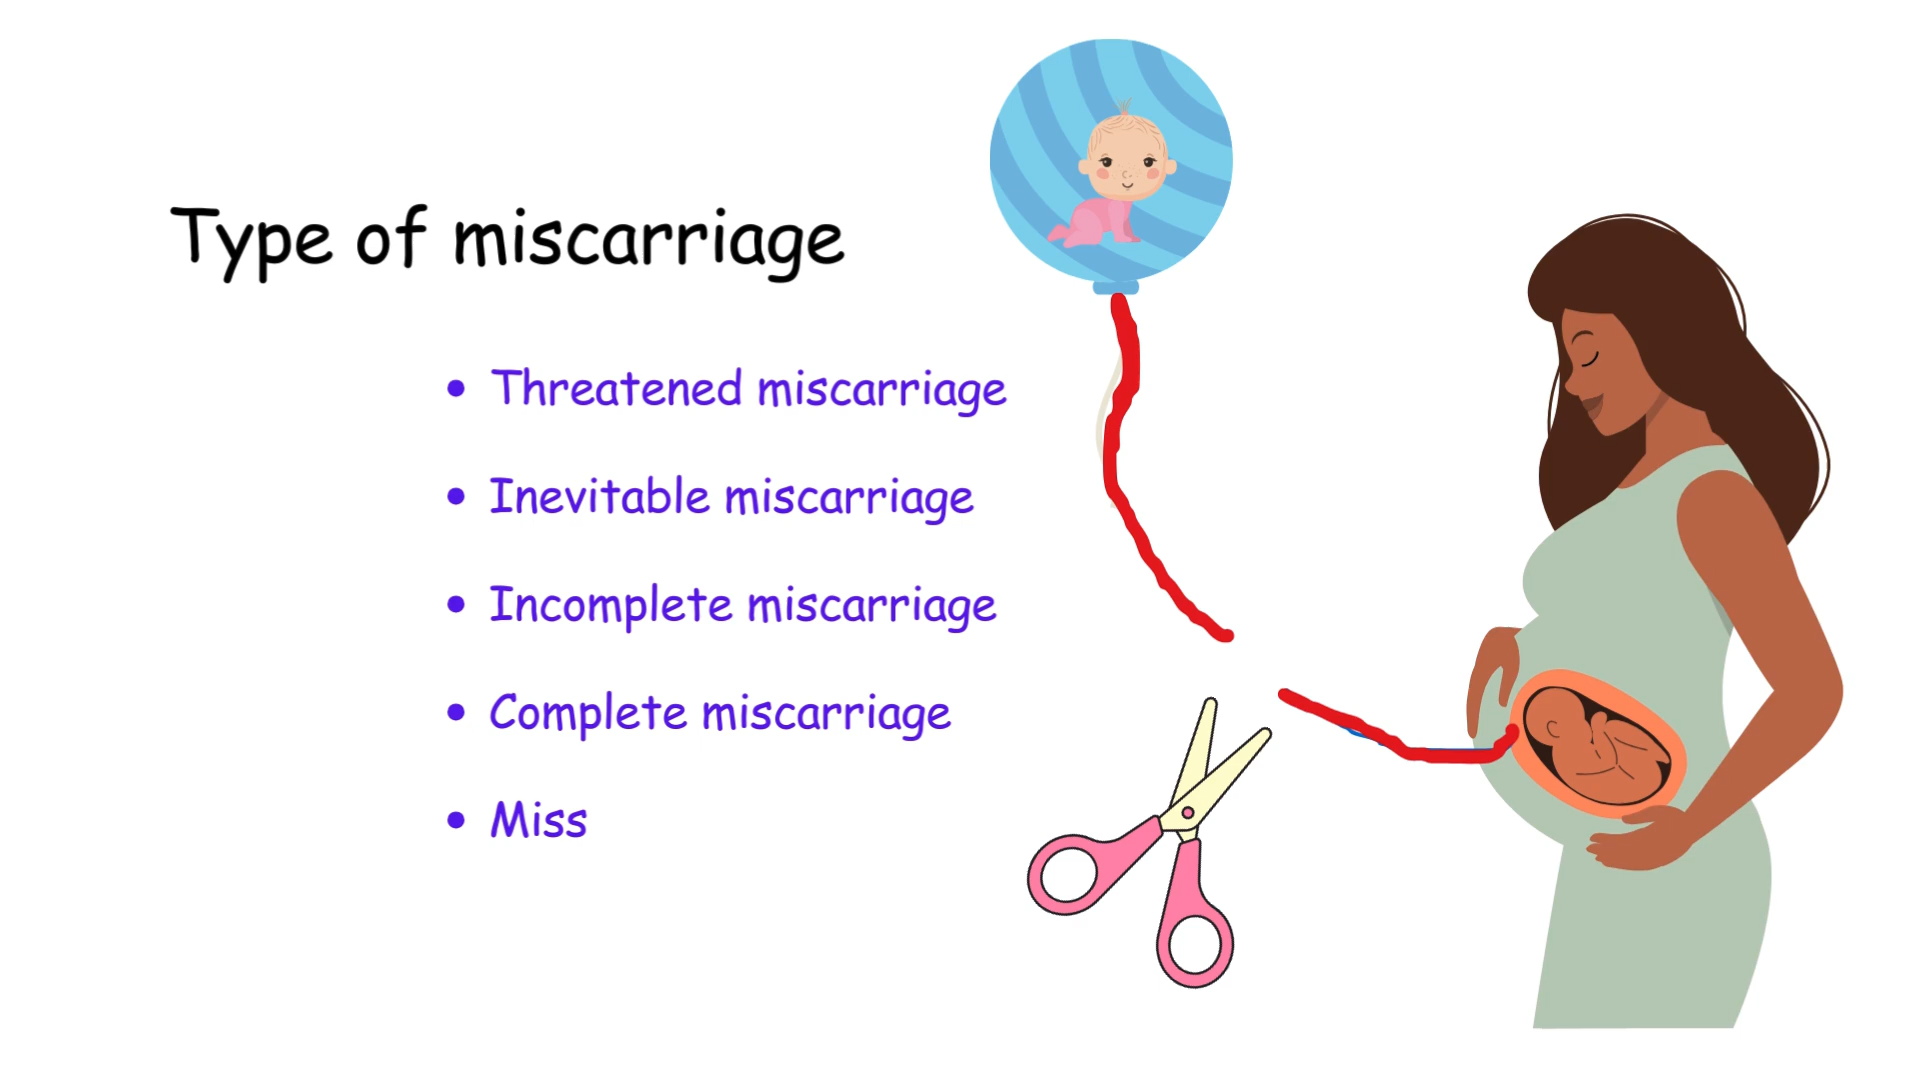 Type of miscarriage
• Threatened miscarriage
• Inevitable miscarriage
• Incomplete miscarriage
• Complete miscarriage
• Miss